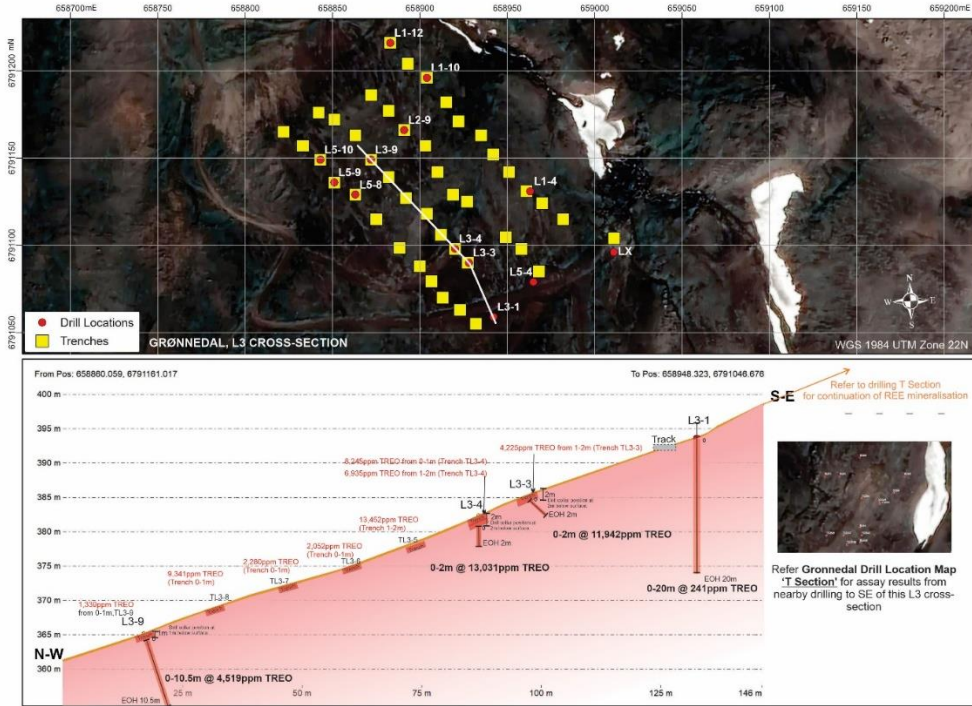 658700mE
658750
658800
658850
658900
658950
659000
659050
659100
659150
659200mE
6791200 mN
6791150
6791100
6791050
L1-12
L1-10
L2-9
L3-9
L5-10
L5-9
L5-8
L1-4
L3-4
L3-3
LX
L5-4
L3-1
N
W
E
S
Drill Locations
Trenches
GRØNNEDAL, L3 CROSS-SECTION
WGS 1984 UTM Zone 22N
From Pos: 658860.059, 6791161.017
To Pos: 658948.323, 6791046.676
400 m
395 m
390 m
385 m
380 m
375 m
370 m
365 m
360 m
S-E
Refer to drilling T Section
for continuation of REE mineralisation
L3-1
Track
4,225ppm TREO from 1-2m (Trench TL3-3)
8,245ppm TREO from 0-1m (Trench TL3-4)
6,935ppm TREO from 1-2m (Trench TL3-4)
L3-3
2m
EOH 2m
L3-4
2m
EOH 2m
13,462ppm TREO
(Trench 1-2m)
TL3-5
2,052ppm TREO
(Trench 0-1m)
TL3-6
2,280ppm TREO
(Trench 0-1m)
TL3-7
9,341ppm TREO
(Trench 0-1m)
TL3-8
1,339ppm TREO
from 0-1m,TL3-9
L3-9
1m
N-W
0-2m @ 11,942ppm TREO
0-2m @ 13,031ppm TREO
EOH 20m
0-20m @ 241ppm TREO
0-10.5m @ 4,519ppm TREO
EOH 10.5m
25 m
50 m
75 m
100 m
125 m
146 m
Refer Gronnedal Drill Location Map
'T Section' for assay results from
nearby drilling to SE of this L3 cross-
section